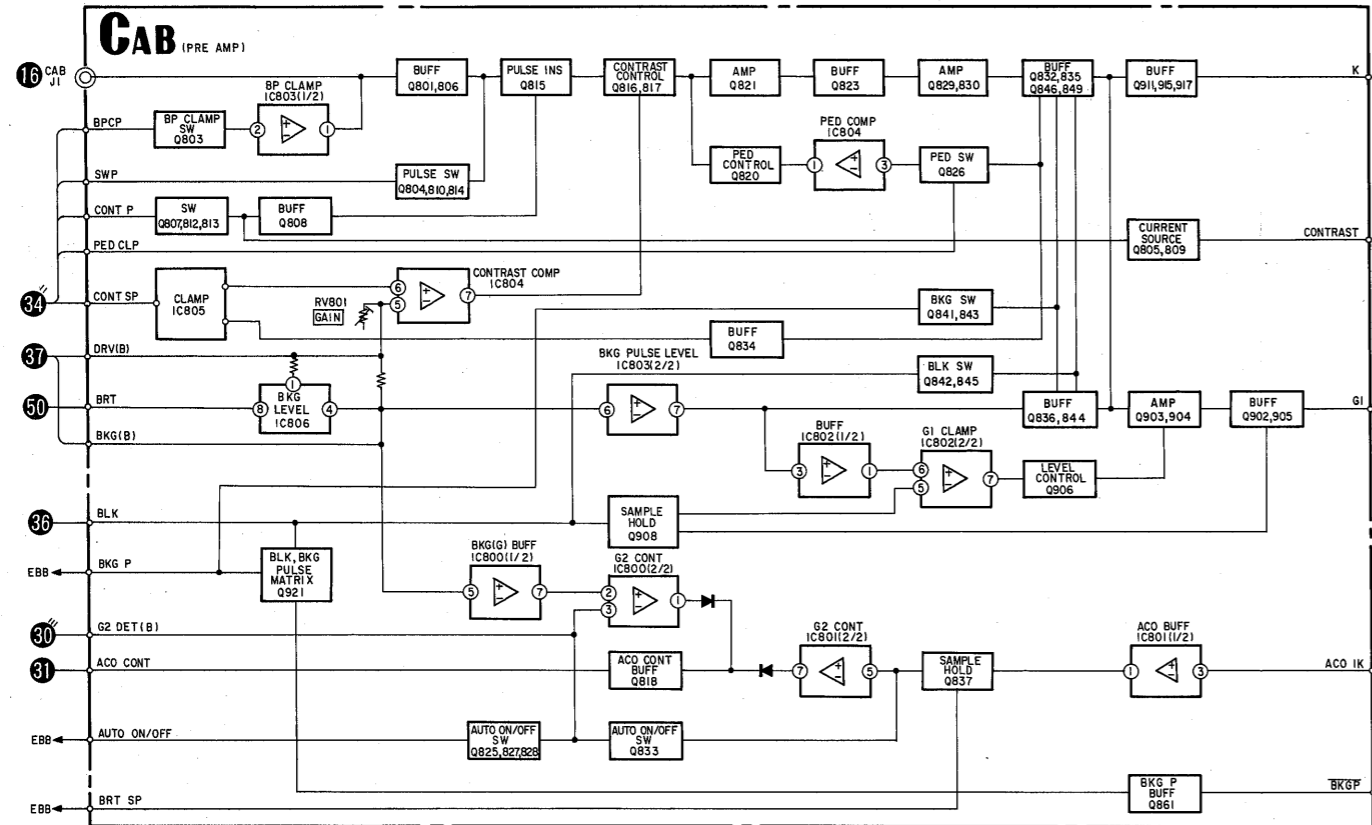 CAB (PRE AMP)
16 CAB J1
BUFF
Q801,806
PULSE INS
Q815
CONTRAST
CONTROL
Q816,817
AMP
Q821
BUFF
Q823
AMP
Q829,830
BUFF
Q832,835
Q846,849
BUFF
Q911,915,917
K
BP CLAMP
IC803(1/2)
BPCP
BP CLAMP
SW
Q803
2
+
−
1
PED COMP
IC804
PED
CONTROL
Q820
1
+
−
3
PED SW
Q826
SWP
PULSE SW
Q804,810,814
CONT P
SW
Q807,812,813
BUFF
Q808
PED CLP
CURRENT
SOURCE
Q805,809
CONTRAST
34"
CONT SP
CLAMP
IC805
CONTRAST COMP
IC804
6
5
+
−
7
RV801
GAIN
BKG SW
Q841,843
BUFF
Q834
37
DRV(B)
BKG PULSE LEVEL
IC803(2/2)
BLK SW
Q842,845
50
BRT
1
8
BKG
LEVEL
IC806
4
6
+
−
7
BUFF
Q836,844
AMP
Q903,904
BUFF
Q902,905
G1
BKG(B)
BUFF
IC802(1/2)
3
+
−
1
G1 CLAMP
IC802(2/2)
6
5
+
−
7
LEVEL
CONTROL
Q906
36
BLK
SAMPLE
HOLD
Q908
EBB
BKG P
BLK, BKG
PULSE
MATRIX
Q921
BKG(G) BUFF
IC800(1/2)
5
+
−
7
G2 CONT
IC800(2/2)
2
3
+
−
1
30'''
G2 DET(B)
G2 CONT
IC801(2/2)
7
+
−
5
ACO BUFF
IC801(1/2)
1
+
−
3
31
ACO CONT
ACO CONT
BUFF
Q818
SAMPLE
HOLD
Q837
ACO IK
EBB
AUTO ON/OFF
AUTO ON/OFF
SW
Q825,827,828
AUTO ON/OFF
SW
Q833
BKG P
BUFF
Q861
BKGP
EBB
BRT SP